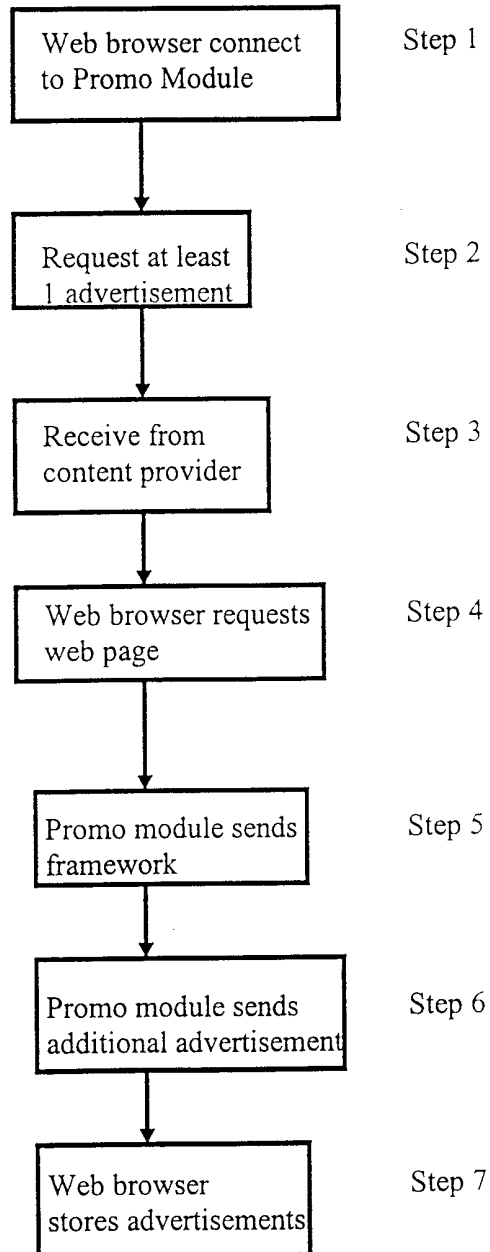 Web browser connect Step 1
to Promo Module
Request at least Step 2
1 advertisement
Receive from Step 3
content provider
Web browser requests Step 4
web page
Promo module sends Step 5
framework
Promo module sends Step 6
additional advertisement
Web browser Step 7
stores advertisements